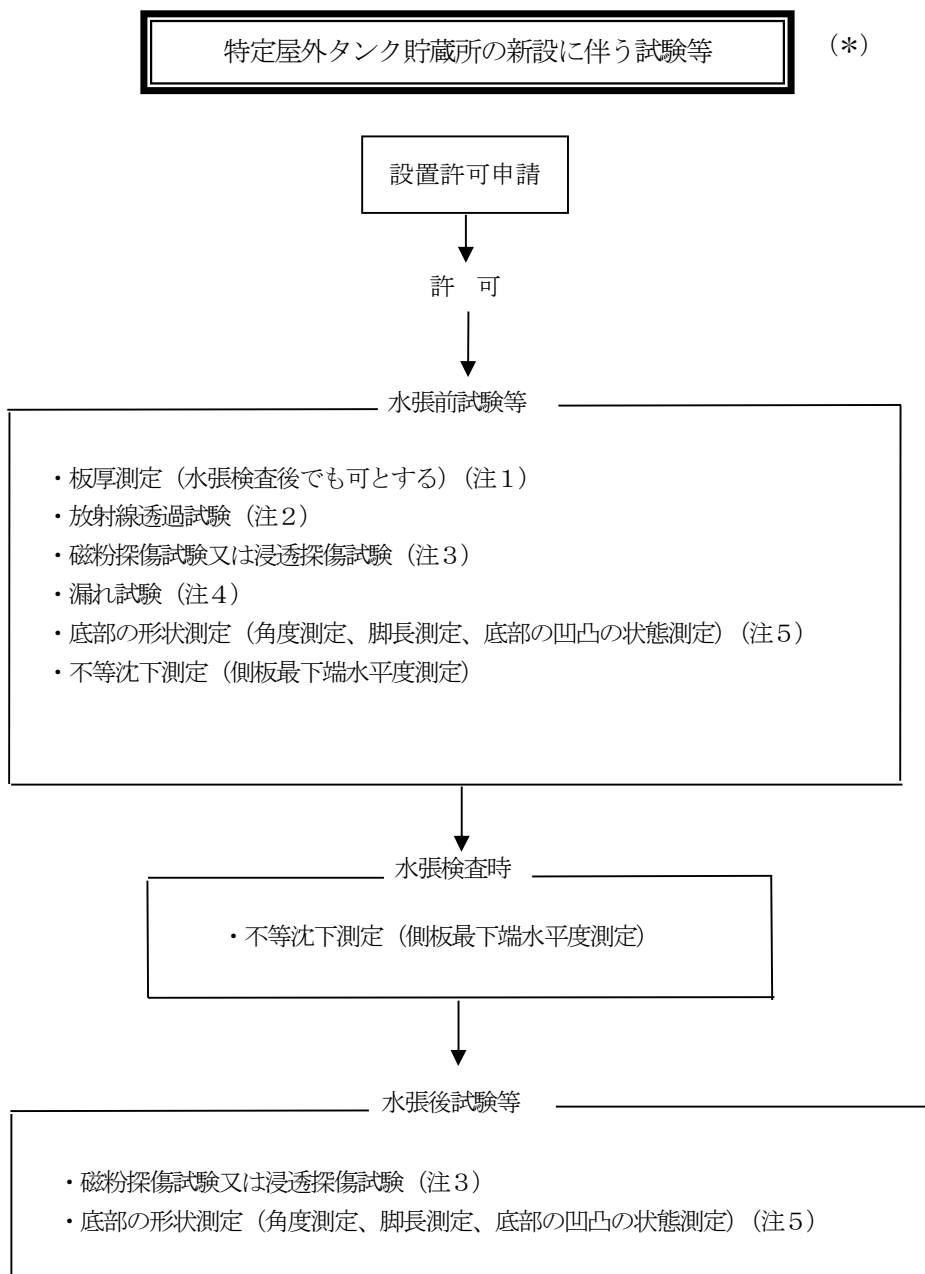 特定屋外タンク貯蔵所の新設に伴う試験等 （＊）
設置許可申請
許　可
水張前試験等
・板厚測定（水張検査後でも可とする）（注１）
・放射線透過試験（注２）
・磁粉探傷試験又は浸透探傷試験（注３）
・漏れ試験（注４）
・底部の形状測定（角度測定、脚長測定、底部の凹凸の状態測定）（注５）
・不等沈下測定（側板最下端水平度測定）
水張検査時
・不等沈下測定（側板最下端水平度測定）
水張後試験等
・磁粉探傷試験又は浸透探傷試験（注３）
・底部の形状測定（角度測定、脚長測定、底部の凹凸の状態測定）（注５）